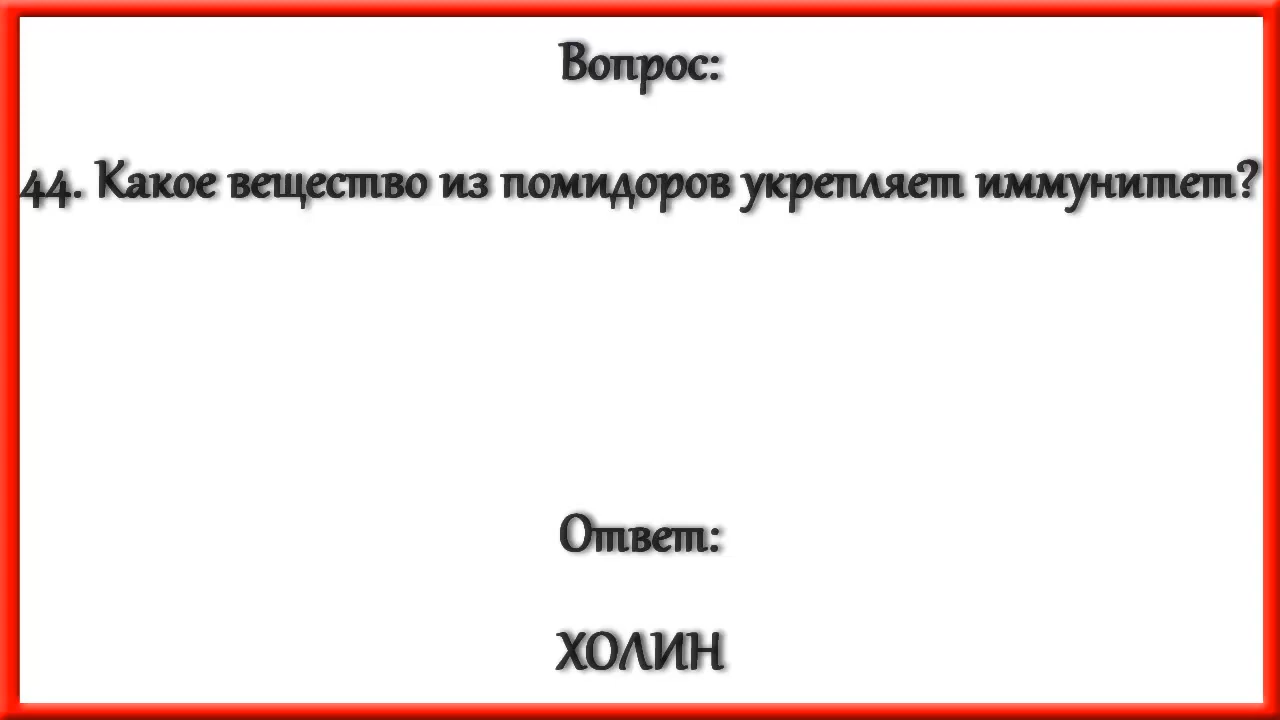 Вопрос:
44. Какое вещество из помидоров укрепляет иммунитет?
Ответ:
ХОЛИН